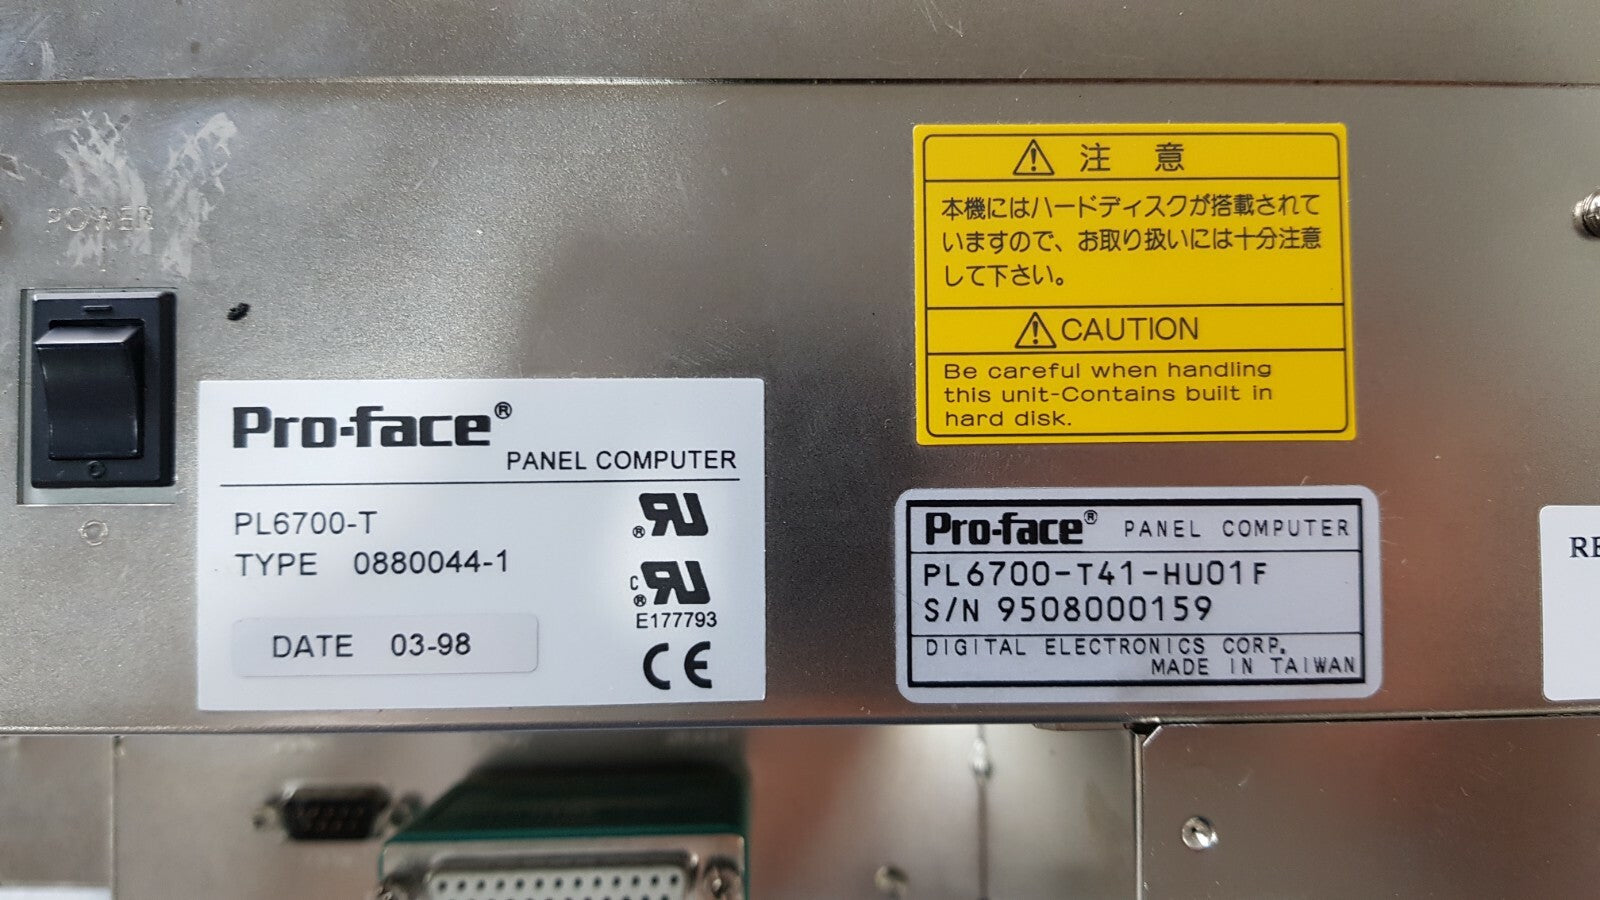 POWER
注 意
本機にはハードディスクが搭載されて
いますので、お取り扱いには十分注意
して下さい。
CAUTION
Be careful when handling
this unit-Contains built in
hard disk.
Pro-face®
PANEL COMPUTER
PL6700-T
TYPE 0880044-1
DATE 03-98
E177793
CE
Pro-face® PANEL COMPUTER
PL6700-T41-HU01F
S/N 9508000159
DIGITAL ELECTRONICS CORP.
MADE IN TAIWAN